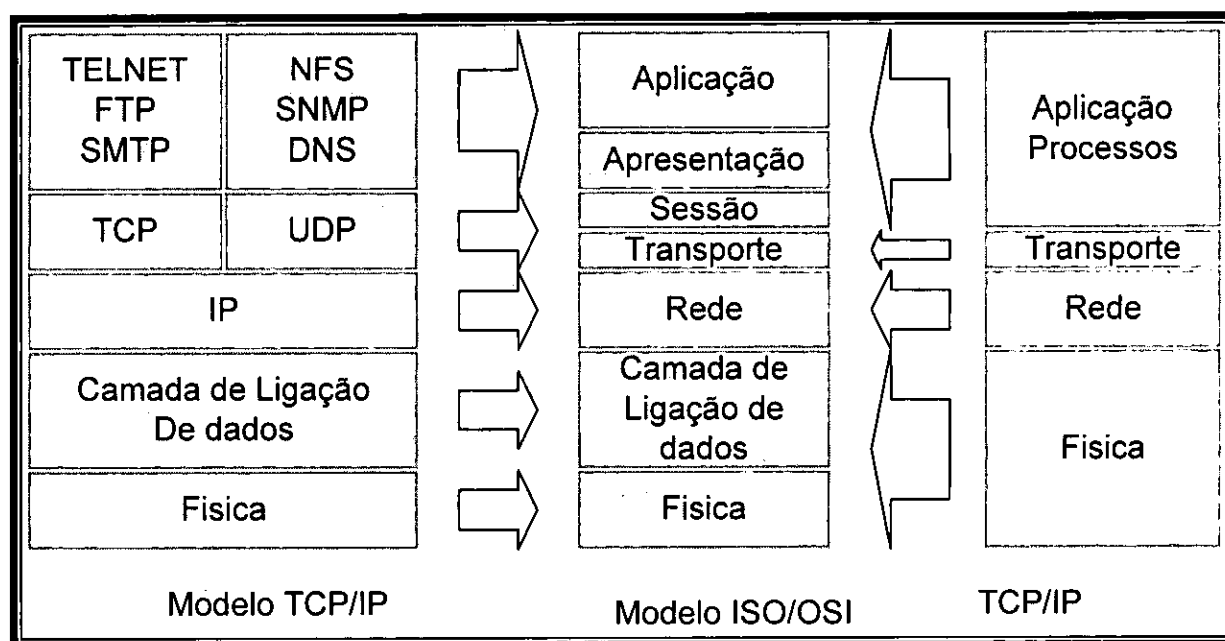 TELNET
FTP
SMTP
NFS
SNMP
DNS
TCP
UDP
IP
Camada de Ligação
De dados
Fisica
Modelo TCP/IP
Aplicação
Apresentação
Sessão
Transporte
Rede
Camada de
Ligação de
dados
Fisica
Modelo ISO/OSI
Aplicação
Processos
Transporte
Rede
Fisica
TCP/IP